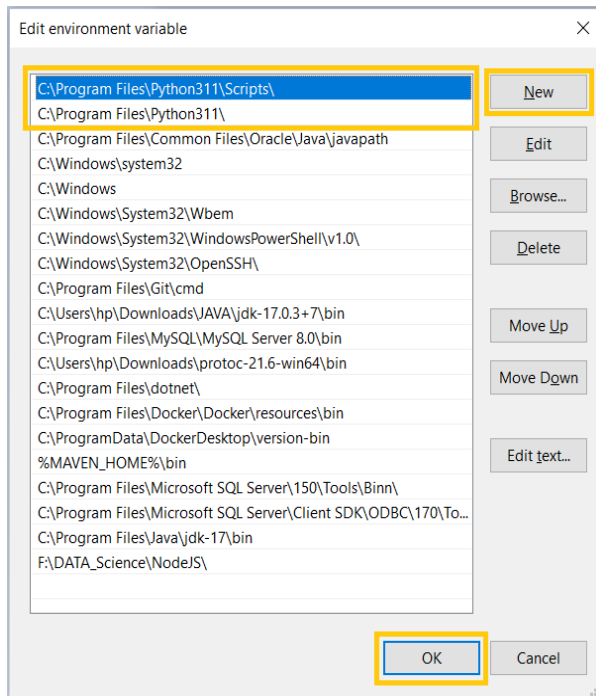 Edit environment variable
C:\Program Files\Python311\Scripts\
C:\Program Files\Python311\
C:\Program Files\Common Files\Oracle\Java\javapath
C:\Windows\system32
C:\Windows
C:\Windows\System32\Wbem
C:\Windows\System32\WindowsPowerShell\v1.0\
C:\Windows\System32\OpenSSH\
C:\Program Files\Git\cmd
C:\Users\hp\Downloads\JAVA\jdk-17.0.3+7\bin
C:\Program Files\MySQL\MySQL Server 8.0\bin
C:\Users\hp\Downloads\protoc-21.6-win64\bin
C:\Program Files\dotnet\
C:\Program Files\Docker\Docker\resources\bin
C:\ProgramData\DockerDesktop\version-bin
%MAVEN_HOME%\bin
C:\Program Files\Microsoft SQL Server\150\Tools\Binn\
C:\Program Files\Microsoft SQL Server\Client SDK\ODBC\170\To...
C:\Program Files\Java\jdk-17\bin
F:\DATA_Science\NodeJS\
New
Edit
Browse...
Delete
Move Up
Move Down
Edit text...
OK
Cancel